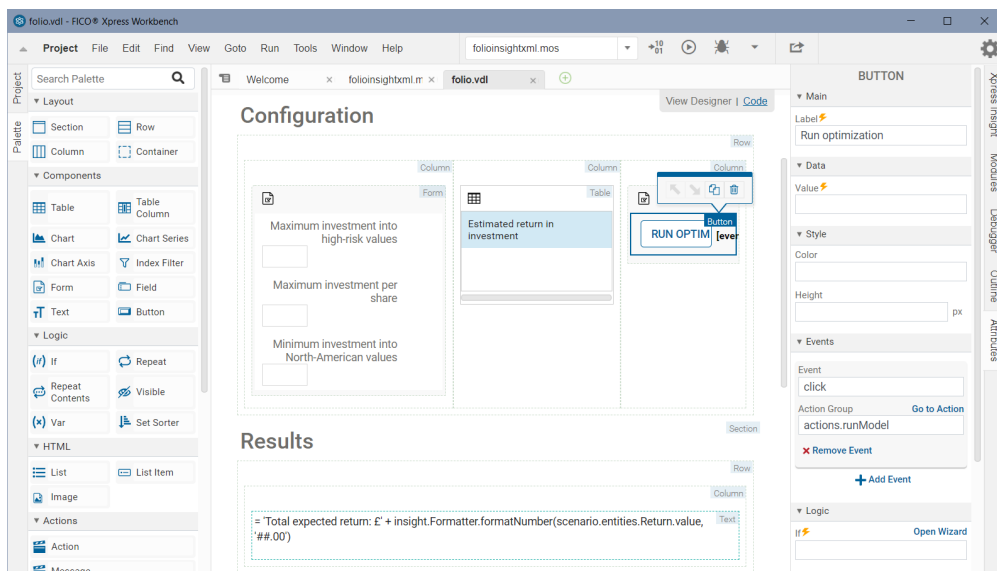 folio.vdl - FICO® Xpress Workbench
Project File Edit Find View Goto Run Tools Window Help
folioinsightxml.mos
Project
Palette
Search Palette
Layout
Section
Row
Column
Container
Components
Table
Table Column
Chart
Chart Series
Chart Axis
Index Filter
Form
Field
Text
Button
Logic
If
Repeat
Repeat Contents
Visible
Var
Set Sorter
HTML
List
List Item
Image
Actions
Action
Message
Welcome
folioinsightxml.m
folio.vdl
View Designer | Code
Configuration
Row
Column
Column
Column
Form
Maximum investment into
high-risk values
Maximum investment per
share
Minimum investment into
North-American values
Table
Estimated return in
investment
Button
RUN OPTIM
[ever
Section
Results
Row
Column
Text
= 'Total expected return: £' + insight.Formatter.formatNumber(scenario.entities.Return.value,
'##.00')
BUTTON
Main
Label
Run optimization
Data
Value
Style
Color
Height
px
Events
Event
click
Action Group
Go to Action
actions.runModel
Remove Event
Add Event
Logic
If
Open Wizard
Xpress Insight
Modules
Debugger
Outline
Attributes